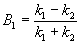 B₁ = (k₁ − k₂) / (k₁ + k₂)